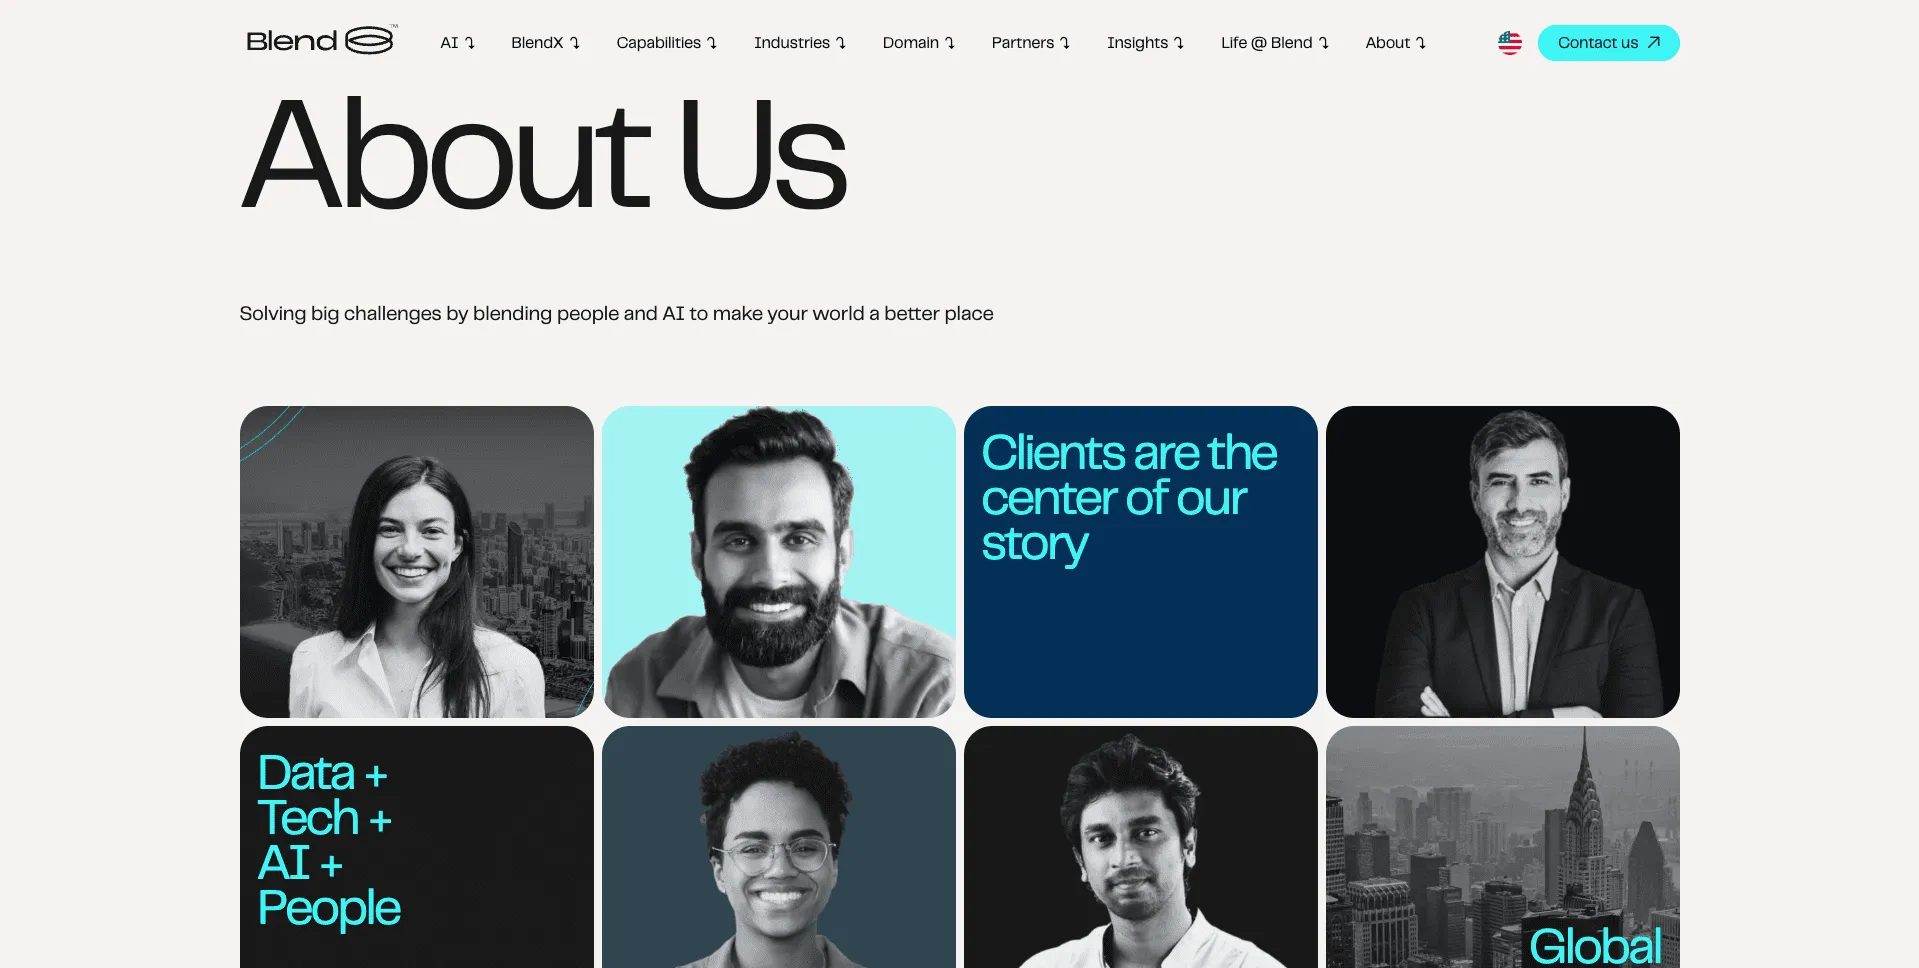 Blend ™
AI
BlendX
Capabilities
Industries
Domain
Partners
Insights
Life @ Blend
About
Contact us
About Us
Solving big challenges by blending people and AI to make your world a better place
Clients are the
center of our
story
Data +
Tech +
AI +
People
Global